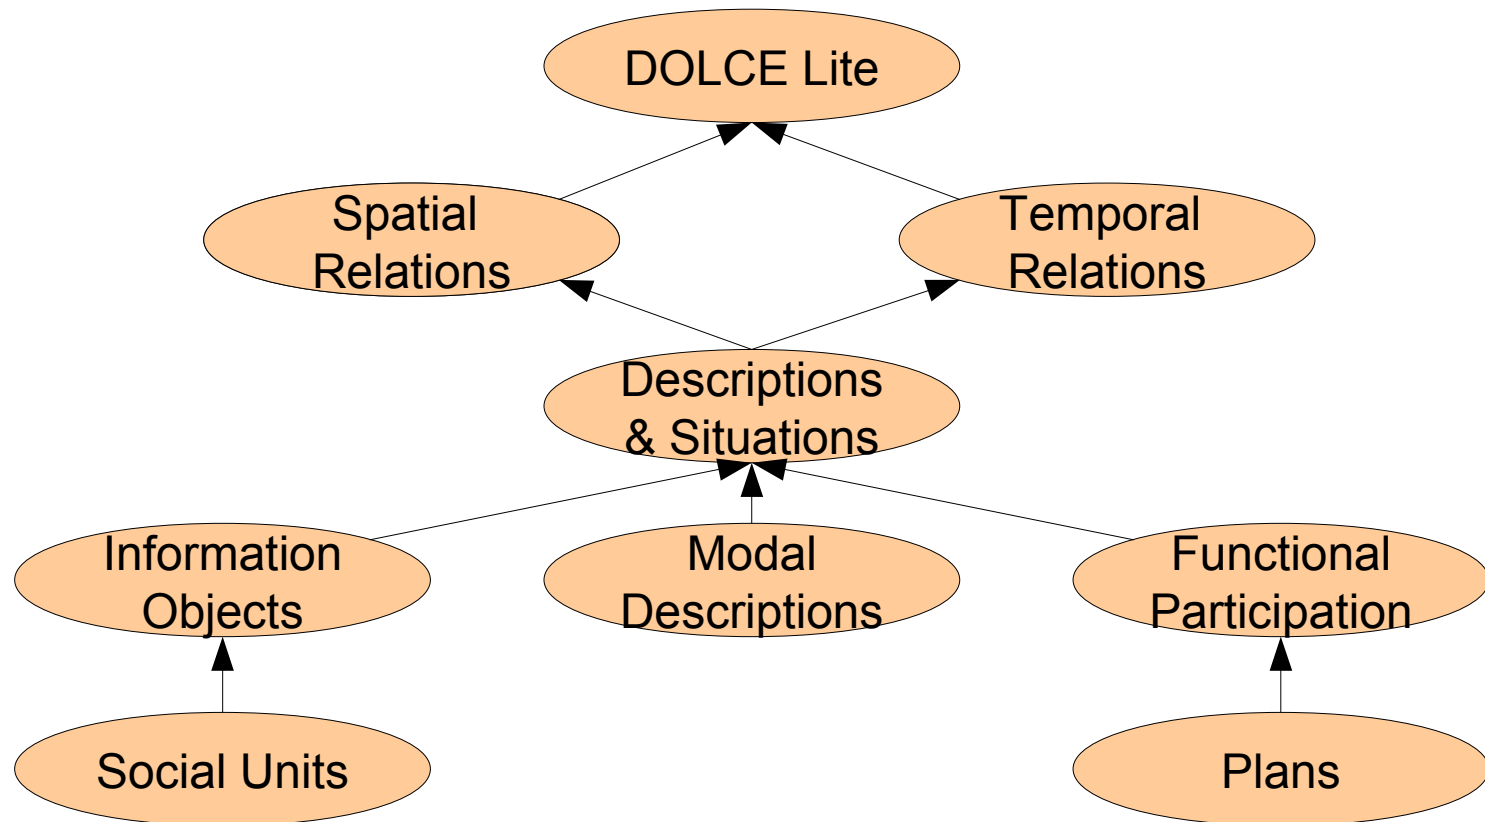 DOLCE Lite
Spatial
Relations
Temporal
Relations
Descriptions
& Situations
Information
Objects
Modal
Descriptions
Functional
Participation
Social Units
Plans